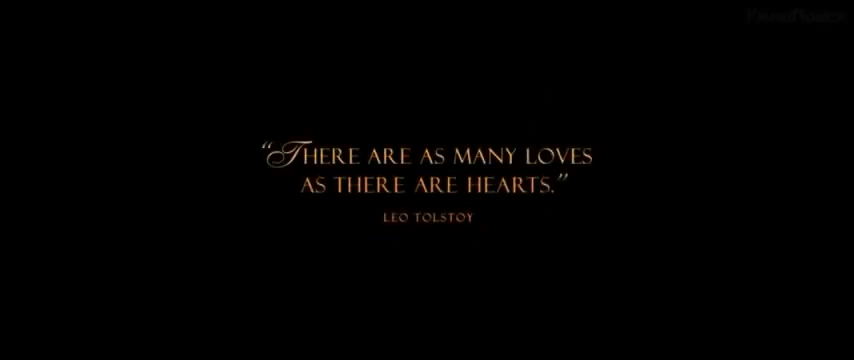 “THERE ARE AS MANY LOVES
AS THERE ARE HEARTS.”
LEO TOLSTOY